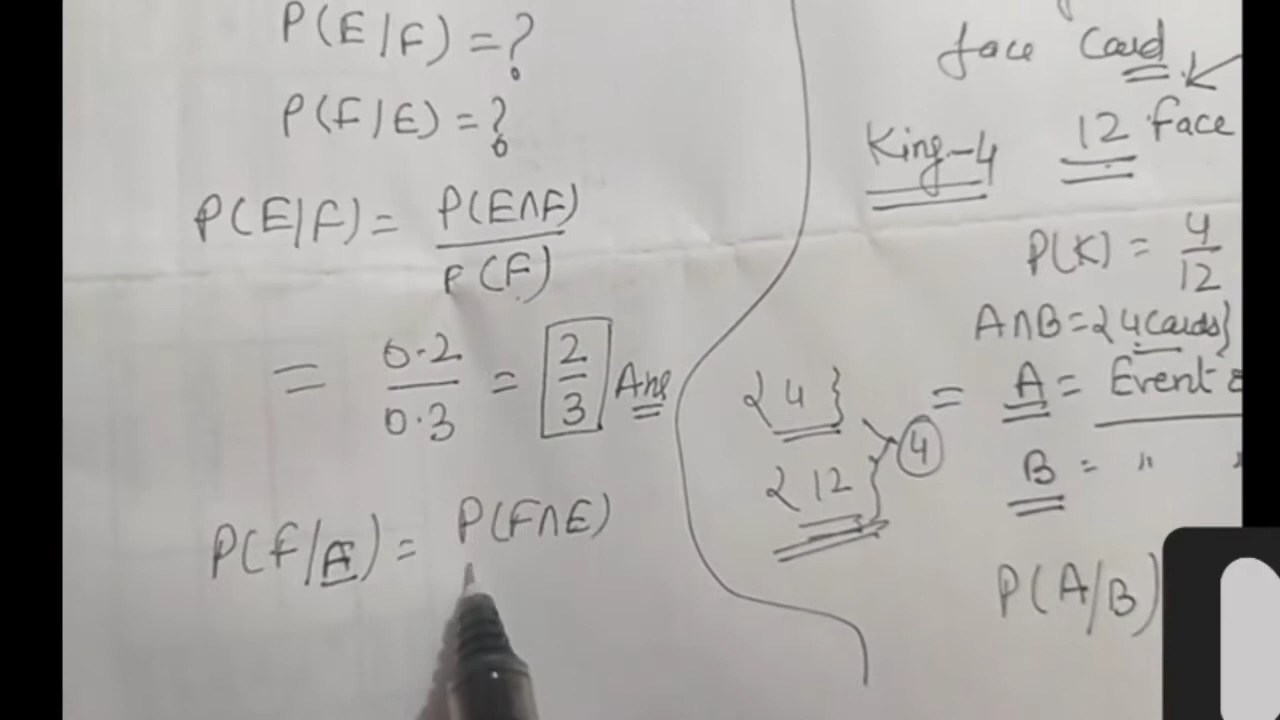 P(E/F) = ?
P(F/E) = ?
P(E/F) = P(E∩F)
P(F)
= 0.2 / 0.3 = 2/3 Ans
P(F/E) = P(F∩E)
face Card
King-4 12 face
P(K) = 4/12
A∩B = {4 Cards}
{4}
{12} 4
= A = Event
B = "
P(A/B)